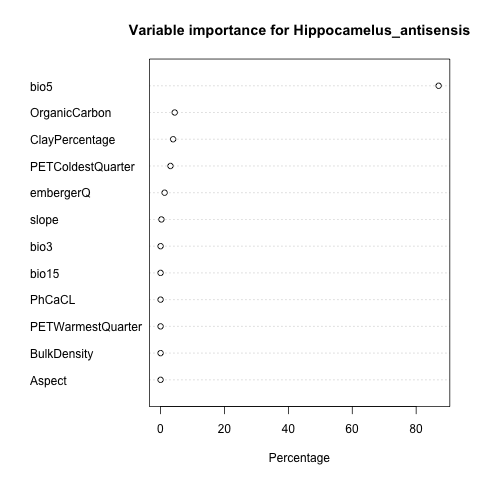 Variable importance for Hippocamelus_antisensis
bio5
OrganicCarbon
ClayPercentage
PETColdestQuarter
embergerQ
slope
bio3
bio15
PhCaCL
PETWarmestQuarter
BulkDensity
Aspect
0 20 40 60 80
Percentage